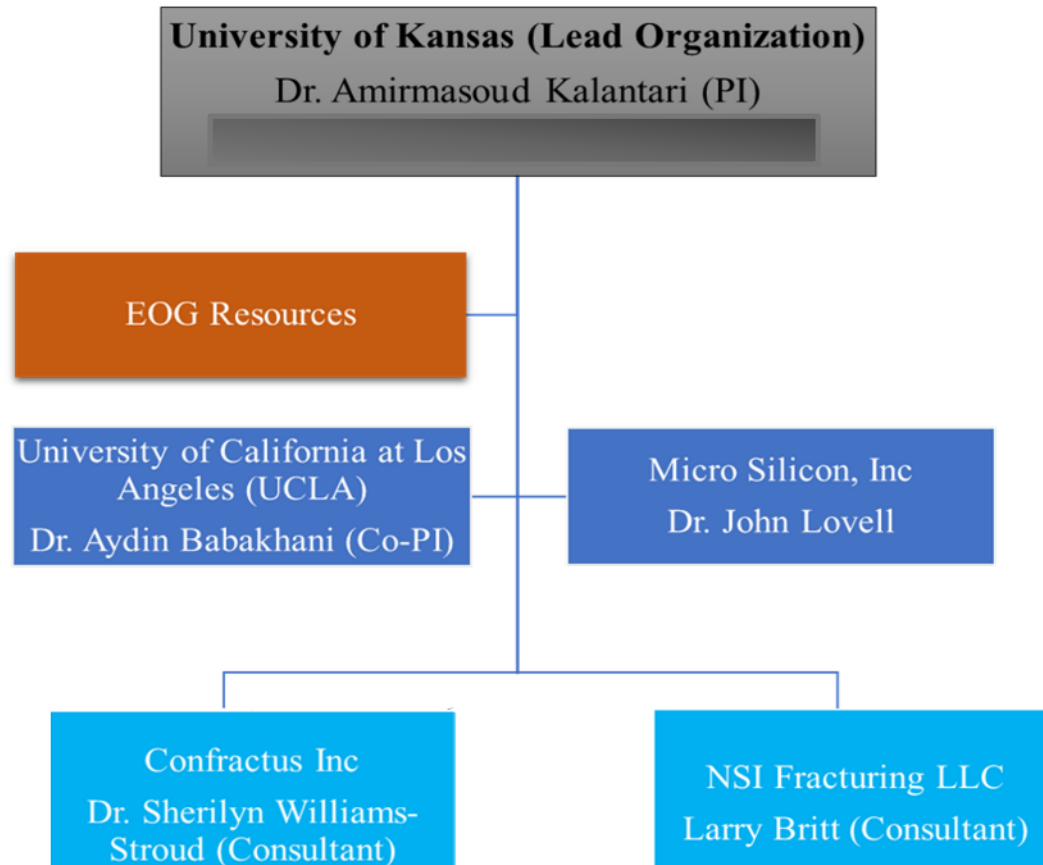 University of Kansas (Lead Organization)
Dr. Amirmasoud Kalantari (PI)
EOG Resources
University of California at Los
Angeles (UCLA)
Dr. Aydin Babakhani (Co-PI)
Micro Silicon, Inc
Dr. John Lovell
Confractus Inc
Dr. Sherilyn Williams-
Stroud (Consultant)
NSI Fracturing LLC
Larry Britt (Consultant)